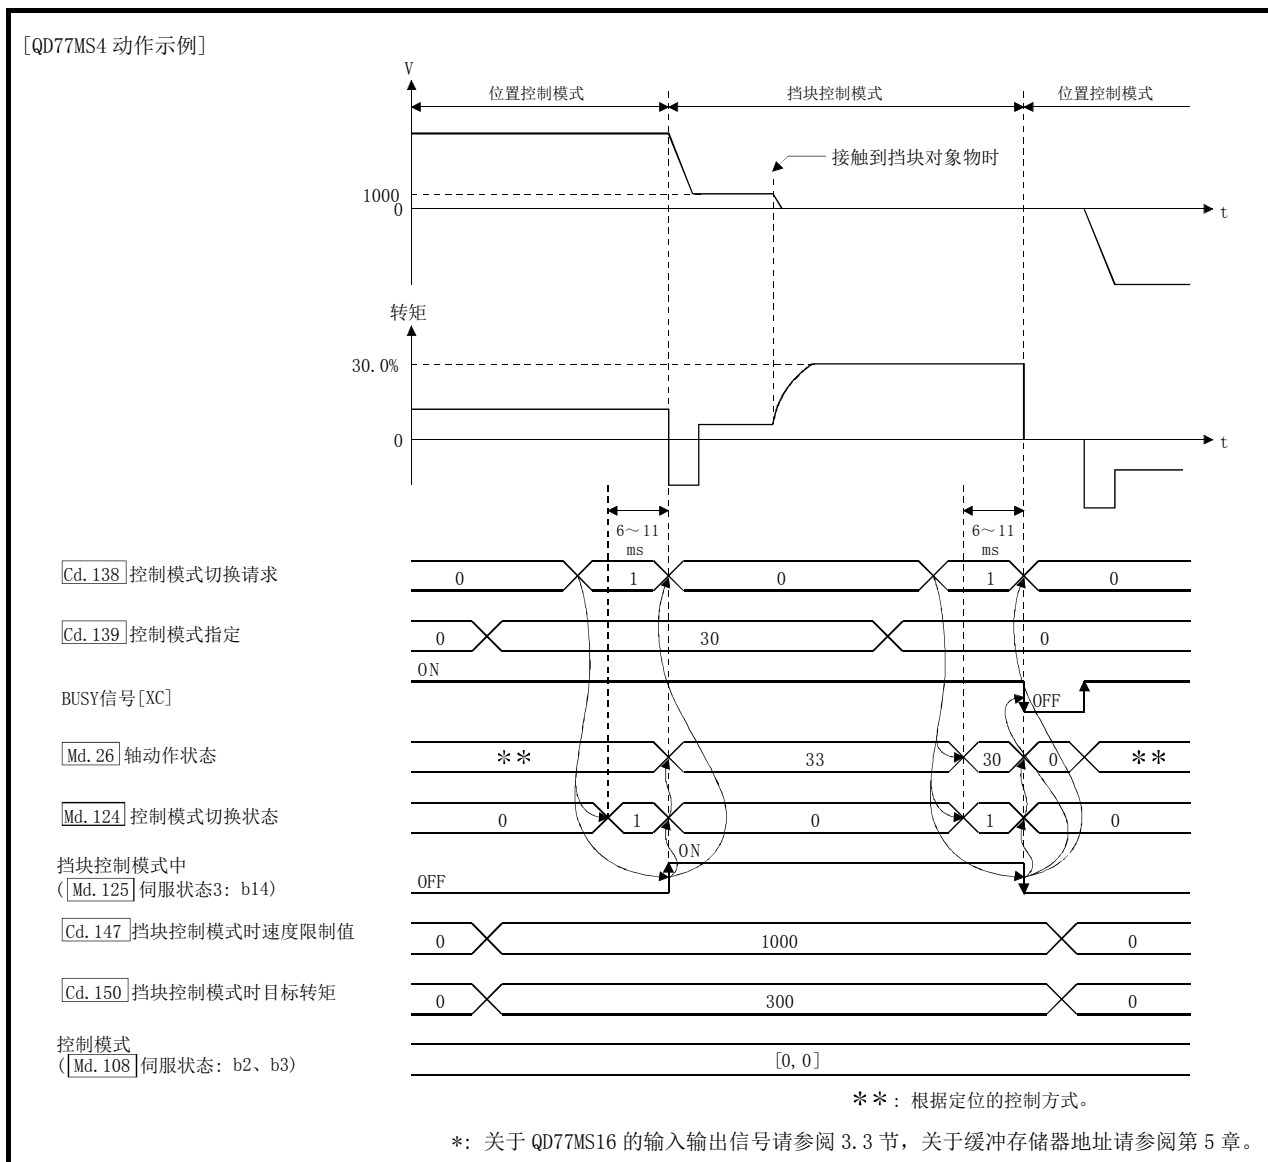 [QD77MS4 动作示例]
V
位置控制模式 挡块控制模式 位置控制模式
接触到挡块对象物时
1000
0
t
转矩
30.0%
0
t
6～11
ms
6～11
ms
Cd.138 控制模式切换请求 0 1 0 1 0
Cd.139 控制模式指定 0 30 0
ON
BUSY信号[XC] OFF
Md.26 轴动作状态 ** 33 30 0 **
Md.124 控制模式切换状态 0 1 0 1 0
ON
挡块控制模式中
(Md.125 伺服状态3: b14) OFF
Cd.147 挡块控制模式时速度限制值 0 1000 0
Cd.150 挡块控制模式时目标转矩 0 300 0
控制模式
(Md.108 伺服状态: b2、b3) [0,0]
**: 根据定位的控制方式。
*: 关于 QD77MS16 的输入输出信号请参阅 3.3 节，关于缓冲存储器地址请参阅第 5 章。